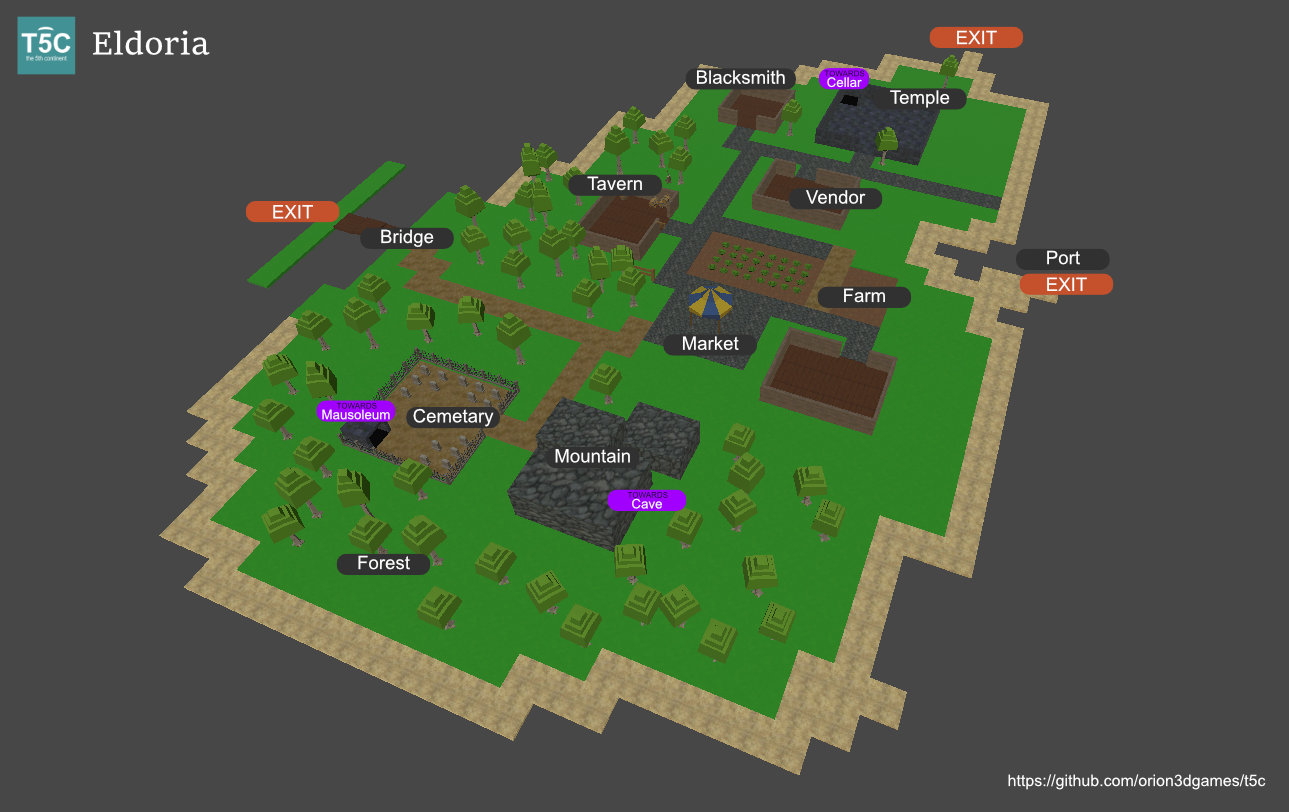 T5C
the 5th continent
Eldoria
EXIT
Blacksmith
TOWARDS
Cellar
Temple
Tavern
Vendor
EXIT
Bridge
Port
EXIT
Farm
Market
TOWARDS
Mausoleum
Cemetary
Mountain
TOWARDS
Cave
Forest
https://github.com/orion3dgames/t5c